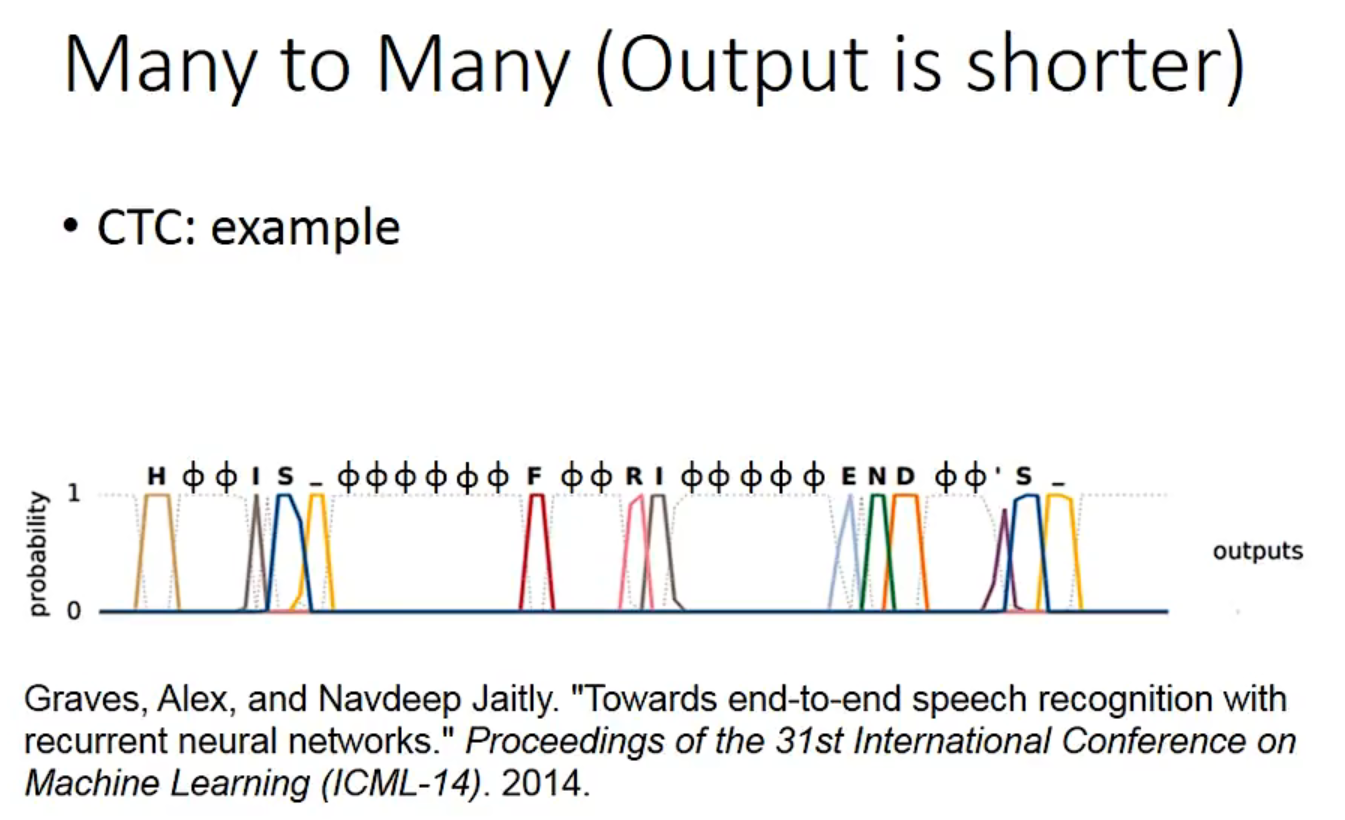 Many to Many (Output is shorter)
• CTC: example
H ϕ ϕ I S _ ϕ ϕ ϕ ϕ ϕ ϕ F ϕ ϕ R I ϕ ϕ ϕ ϕ ϕ E N D ϕ ϕ ' S _
1
probability
outputs
0
Graves, Alex, and Navdeep Jaitly. "Towards end-to-end speech recognition with
recurrent neural networks." Proceedings of the 31st International Conference on
Machine Learning (ICML-14). 2014.